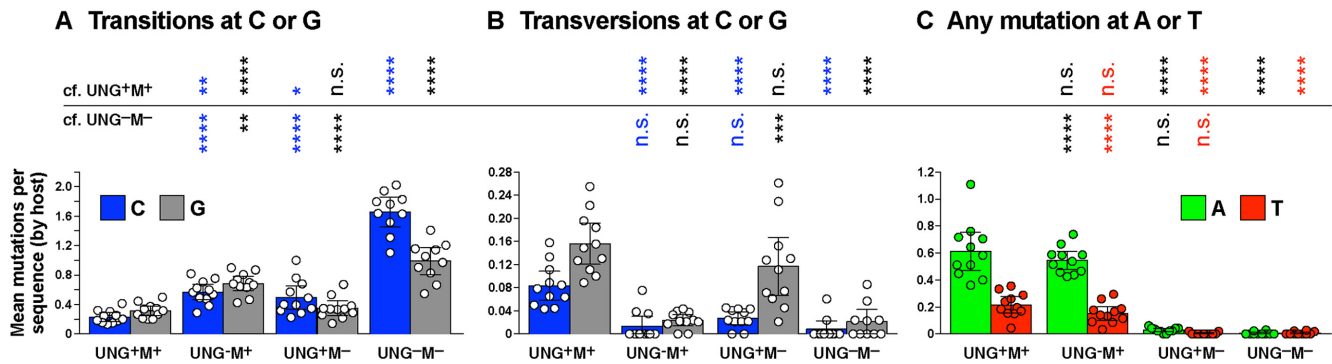 A Transitions at C or G
B Transversions at C or G
C Any mutation at A or T
cf. UNG+M+ ** **** * n.s. **** **** **** **** **** n.s. **** **** n.s. n.s. **** **** **** ****
cf. UNG–M– **** ** **** **** n.s. n.s. n.s. *** **** **** n.s. n.s.
Mean mutations per
sequence (by host)
2.0
1.6
1.2
0.8
0.4
0
C G
UNG+M+ UNG-M+ UNG+M– UNG–M–
0.28
0.24
0.20
0.16
0.12
0.08
0.04
0
UNG+M+ UNG-M+ UNG+M– UNG–M–
1.2
1.0
0.8
0.6
0.4
0.2
0
A T
UNG+M+ UNG-M+ UNG+M– UNG–M–